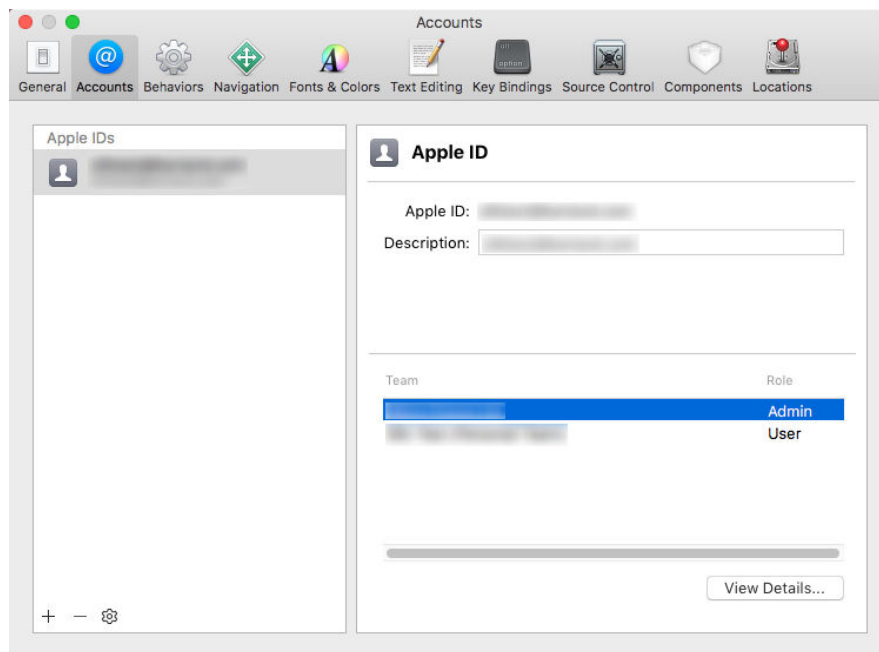 Accounts
General Accounts Behaviors Navigation Fonts & Colors Text Editing Key Bindings Source Control Components Locations
Apple IDs
Apple ID
Apple ID:
Description:
Team Role
Admin
User
View Details...